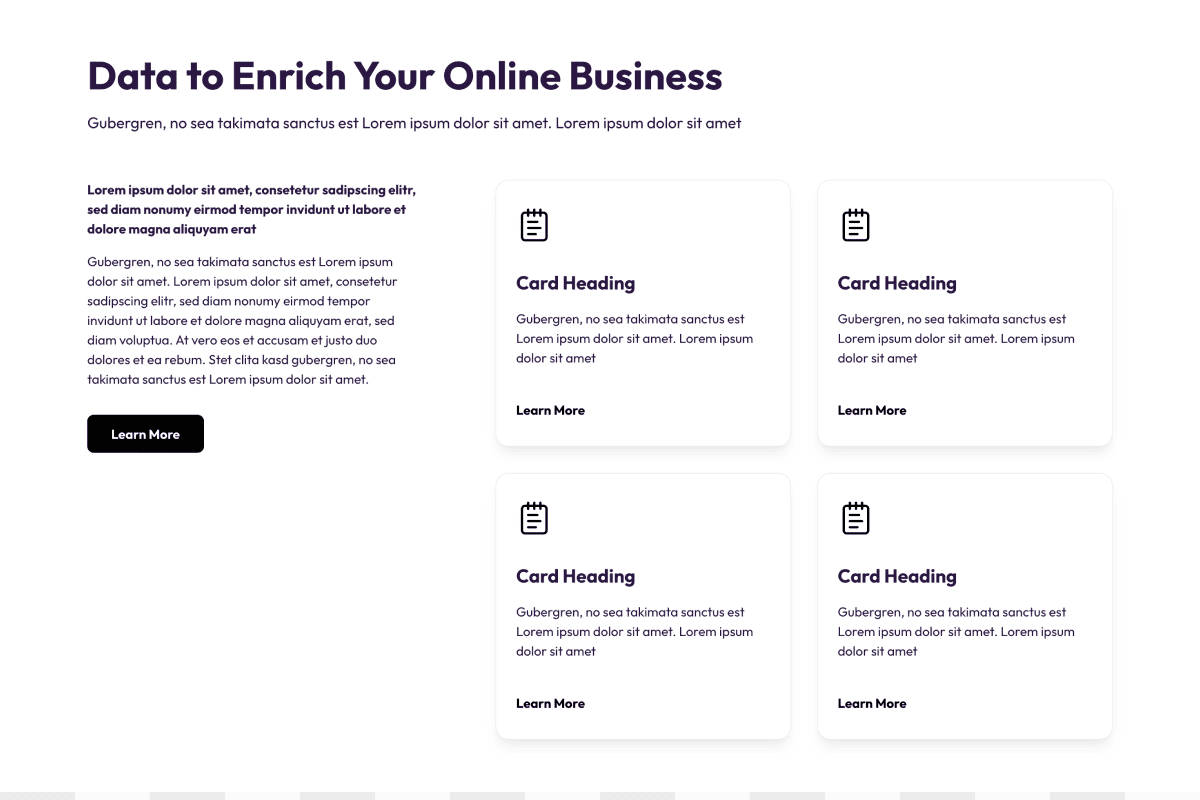 Data to Enrich Your Online Business
Gubergren, no sea takimata sanctus est Lorem ipsum dolor sit amet. Lorem ipsum dolor sit amet
Lorem ipsum dolor sit amet, consetetur sadipscing elitr,
sed diam nonumy eirmod tempor invidunt ut labore et
dolore magna aliquyam erat
Gubergren, no sea takimata sanctus est Lorem ipsum
dolor sit amet. Lorem ipsum dolor sit amet, consetetur
sadipscing elitr, sed diam nonumy eirmod tempor
invidunt ut labore et dolore magna aliquyam erat, sed
diam voluptua. At vero eos et accusam et justo duo
dolores et ea rebum. Stet clita kasd gubergren, no sea
takimata sanctus est Lorem ipsum dolor sit amet.
Learn More
Card Heading
Gubergren, no sea takimata sanctus est
Lorem ipsum dolor sit amet. Lorem ipsum
dolor sit amet
Learn More
Card Heading
Gubergren, no sea takimata sanctus est
Lorem ipsum dolor sit amet. Lorem ipsum
dolor sit amet
Learn More
Card Heading
Gubergren, no sea takimata sanctus est
Lorem ipsum dolor sit amet. Lorem ipsum
dolor sit amet
Learn More
Card Heading
Gubergren, no sea takimata sanctus est
Lorem ipsum dolor sit amet. Lorem ipsum
dolor sit amet
Learn More